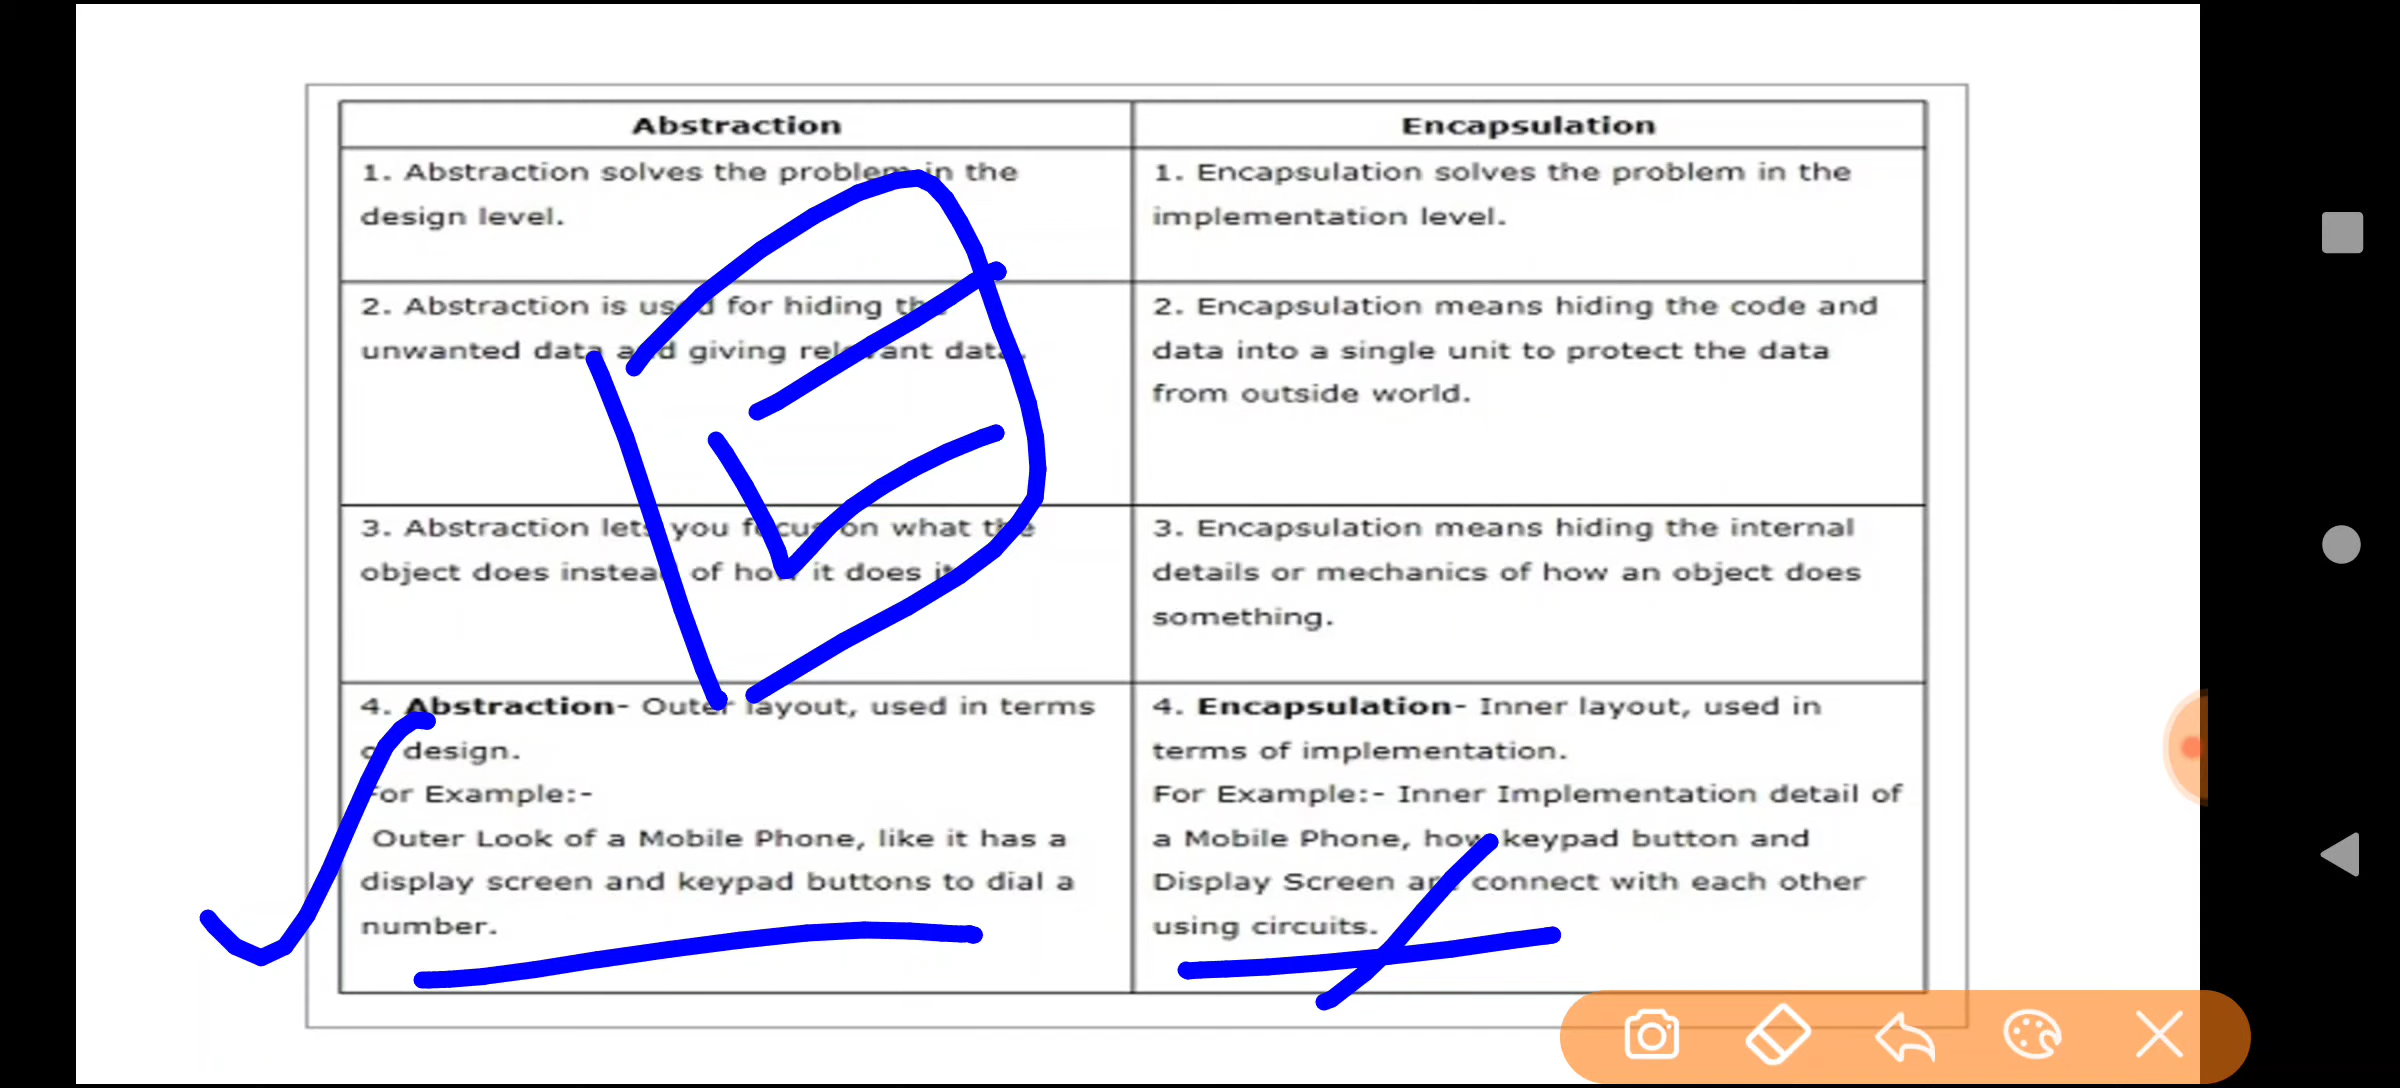 Abstraction
Encapsulation
1. Abstraction solves the problem in the
design level.
1. Encapsulation solves the problem in the
implementation level.
2. Abstraction is used for hiding the
unwanted data and giving relevant data.
2. Encapsulation means hiding the code and
data into a single unit to protect the data
from outside world.
3. Abstraction lets you focus on what the
object does instead of how it does it
3. Encapsulation means hiding the internal
details or mechanics of how an object does
something.
4. Abstraction- Outer layout, used in terms
of design.
For Example:-
Outer Look of a Mobile Phone, like it has a
display screen and keypad buttons to dial a
number.
4. Encapsulation- Inner layout, used in
terms of implementation.
For Example:- Inner Implementation detail of
a Mobile Phone, how keypad button and
Display Screen are connect with each other
using circuits.